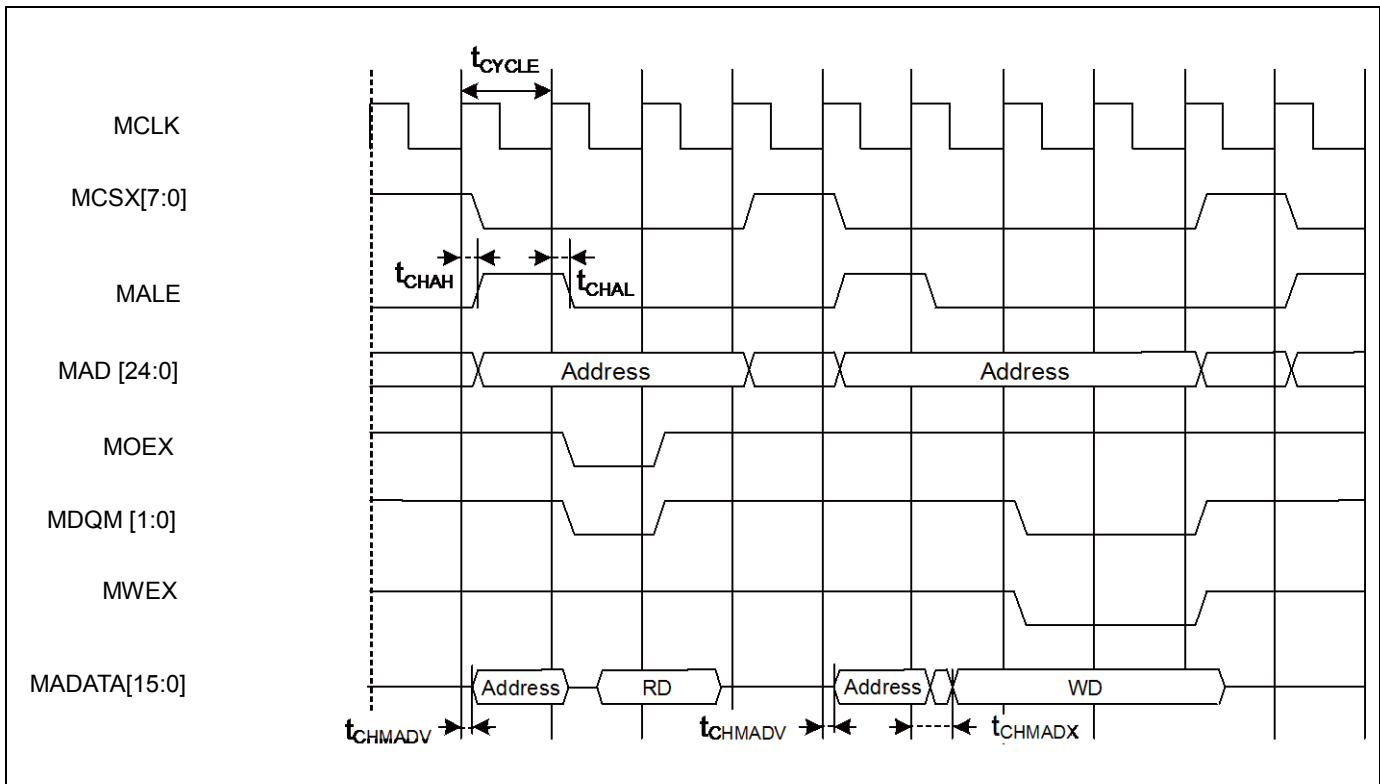 tCYCLE
MCLK
MCSX[7:0]
tCHAH
tCHAL
MALE
MAD [24:0]
Address
Address
MOEX
MDQM [1:0]
MWEX
MADATA[15:0]
Address
RD
Address
WD
tCHMADV
tCHMADV
tCHMADX